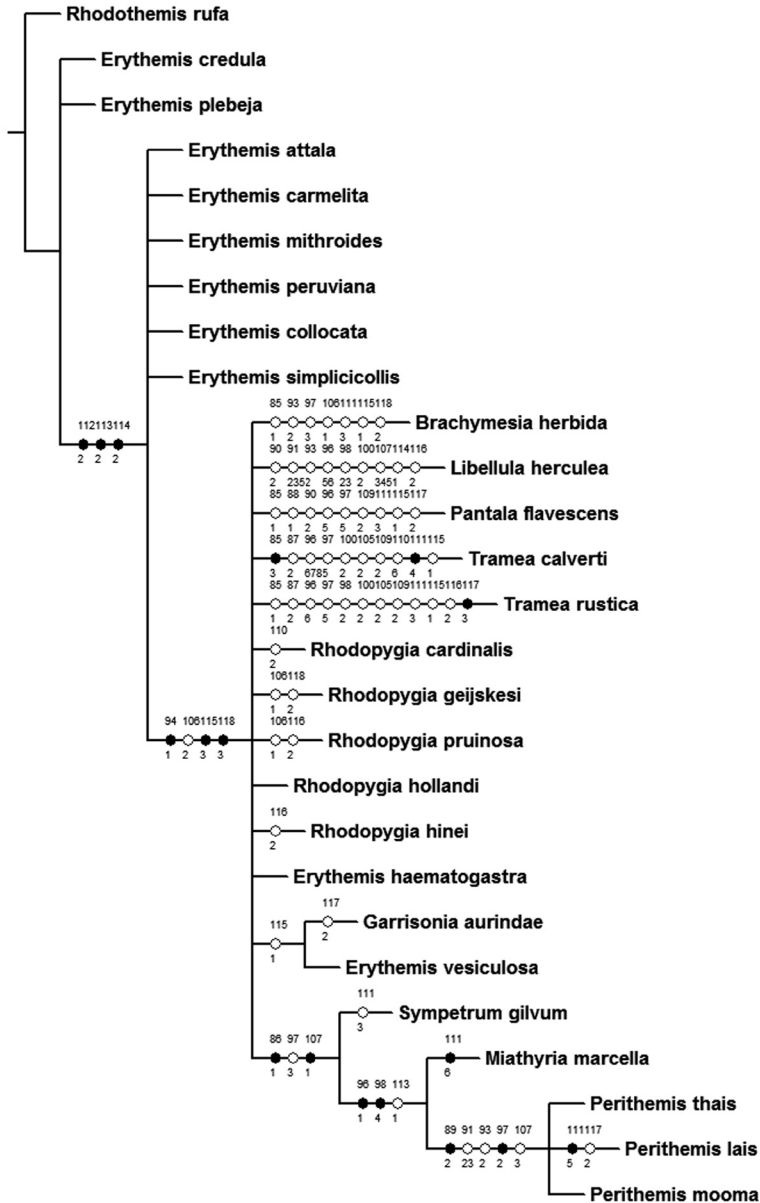 Rhodothemis rufa
Erythemis credula
Erythemis plebeja
Erythemis attala
Erythemis carmelita
Erythemis mithroides
Erythemis peruviana
Erythemis collocata
Erythemis simplicicollis
112113114
2 2 2
85 93 97 106111115118
Brachymesia herbida
1 2 3 1 3 1 2
90 91 93 96 98 100107114116
Libellula herculea
2 2352 56 23 2 3451 2
85 88 90 96 97 109111115117
Pantala flavescens
1 1 2 5 5 2 3 1 2
85 87 96 97 100105109110111115
Tramea calverti
3 2 6785 2 2 2 6 4 1
85 87 96 97 98 100105109111115116117
Tramea rustica
1 2 6 5 2 2 2 2 3 1 2 3
110
Rhodopygia cardinalis
2
106118
Rhodopygia geijskesi
1 2
94 106115118
1 2 3 3
106116
Rhodopygia pruinosa
1 2
Rhodopygia hollandi
116
Rhodopygia hinei
2
Erythemis haematogastra
117
Garrisonia aurindae
2
115
1
Erythemis vesiculosa
111
Sympetrum gilvum
3
86 97 107
1 3 1
111
Miathyria marcella
6
96 98 113
1 4 1
Perithemis thais
89 91 93 97 107
2 23 2 2 3
111117
Perithemis lais
5 2
Perithemis mooma